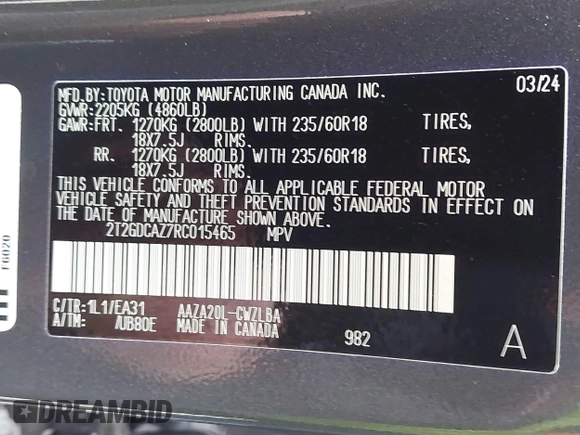 MFD.BY:TOYOTA MOTOR MANUFACTURING CANADA INC. 03/24
GVWR:2205KG (4860LB)
GAWR:FRT. 1270KG (2800LB) WITH 235/60R18 TIRES,
18X7.5J RIMS.
RR. 1270KG (2800LB) WITH 235/60R18 TIRES,
18X7.5J RIMS.
THIS VEHICLE CONFORMS TO ALL APPLICABLE FEDERAL MOTOR
VEHICLE SAFETY AND THEFT PREVENTION STANDARDS IN EFFECT ON
THE DATE OF MANUFACTURE SHOWN ABOVE.
2T2GDCAZ7RC015465 MPV
F6020
C/TR:1L1/EA31 AAZA20L-CWZLBA
A/TM: /UB80E MADE IN CANADA 982 A
DREAMBID